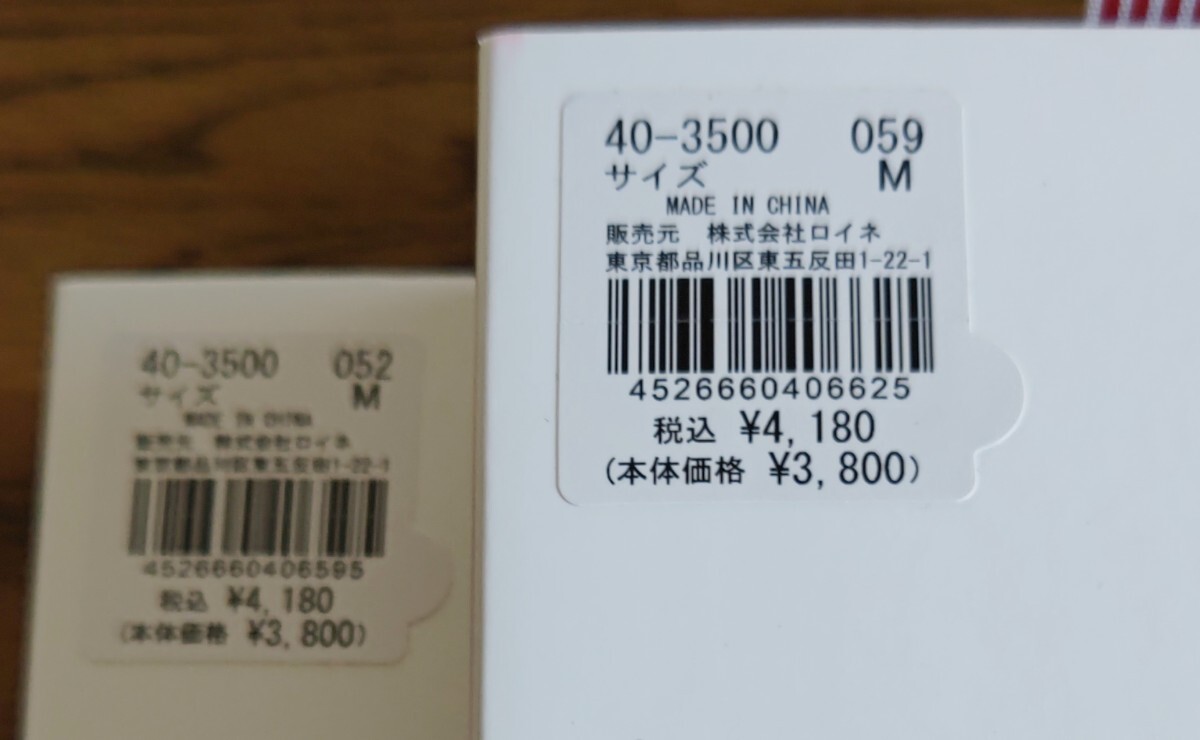 40-3500 059
サイズ M
MADE IN CHINA
販売元 株式会社ロイネ
東京都品川区東五反田1-22-1
4526660406625
税込 ¥4,180
(本体価格 ¥3,800)
40-3500 052
サイズ M
MADE IN CHINA
販売元 株式会社ロイネ
東京都品川区東五反田1-22-1
4526660406595
税込 ¥4,180
(本体価格 ¥3,800)